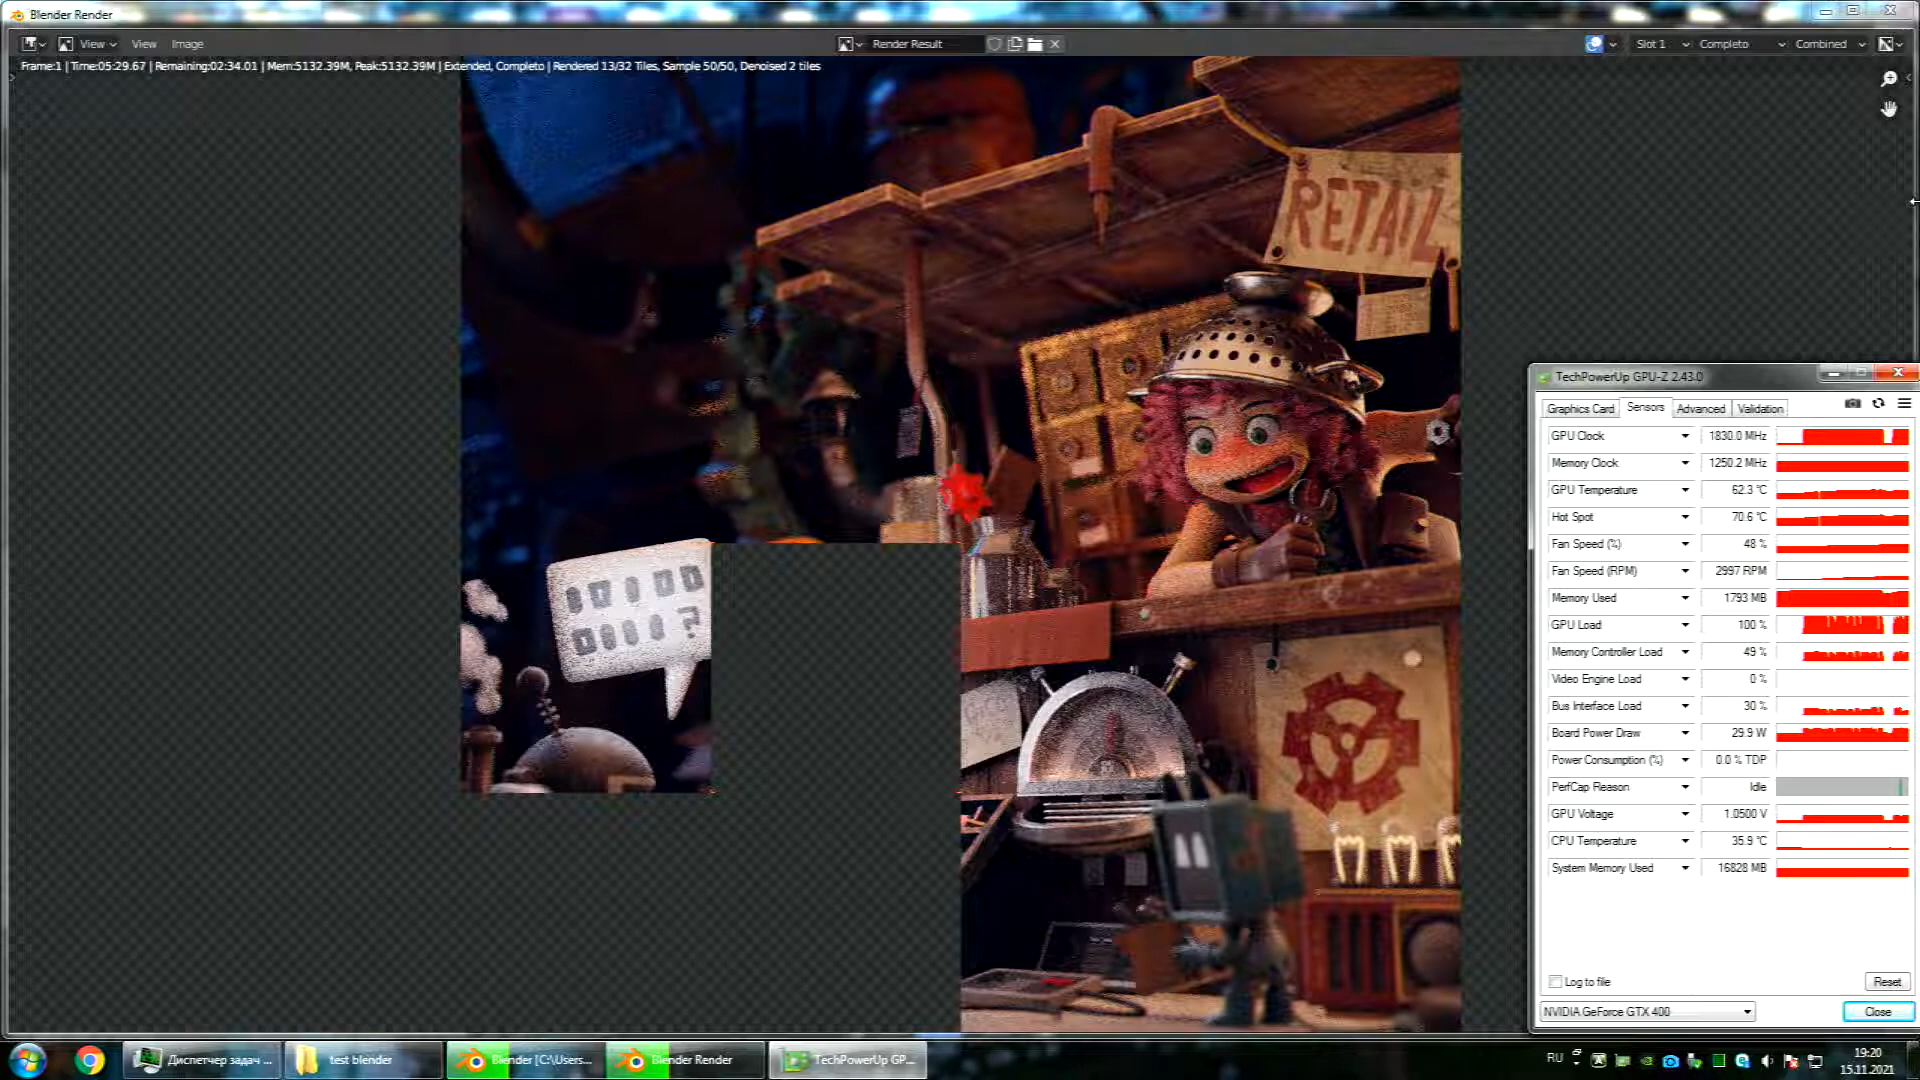 Blender Render
View
View
Image
Render Result
Slot 1
Completo
Combined
Frame:1 | Time:05:29.67 | Remaining:02:34.01 | Mem:5132.39M, Peak:5132.39M | Extended, Completo | Rendered 13/32 Tiles, Sample 50/50, Denoised 2 tiles
RETAIL
?
TechPowerUp GPU-Z 2.43.0
Graphics Card
Sensors
Advanced
Validation
GPU Clock 1830.0 MHz
Memory Clock 1250.2 MHz
GPU Temperature 62.3 °C
Hot Spot 70.6 °C
Fan Speed (%) 48 %
Fan Speed (RPM) 2997 RPM
Memory Used 1793 MB
GPU Load 100 %
Memory Controller Load 49 %
Video Engine Load 0 %
Bus Interface Load 30 %
Board Power Draw 29.9 W
Power Consumption (%) 0.0 % TDP
PerfCap Reason Idle
GPU Voltage 1.0500 V
CPU Temperature 35.9 °C
System Memory Used 16828 MB
Log to file
Reset
NVIDIA GeForce GTX 400
Close
Диспетчер задач ...
test blender
Blender [C:\Users...
Blender Render
TechPowerUp GP...
RU
19:20
15.11.2021